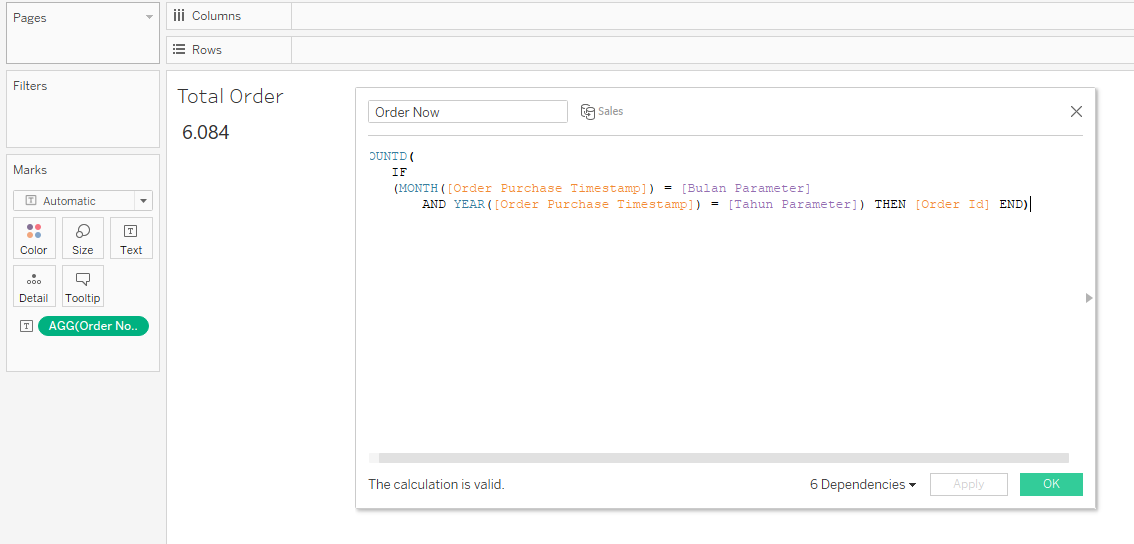 Pages
Columns
Rows
Filters
Total Order
6.084
Order Now
Sales
OUNTD(
IF
(MONTH([Order Purchase Timestamp]) = [Bulan Parameter]
AND YEAR([Order Purchase Timestamp]) = [Tahun Parameter]) THEN [Order Id] END)
Marks
Automatic
Color Size Text
Detail Tooltip
AGG(Order No..
The calculation is valid.
6 Dependencies
Apply
OK